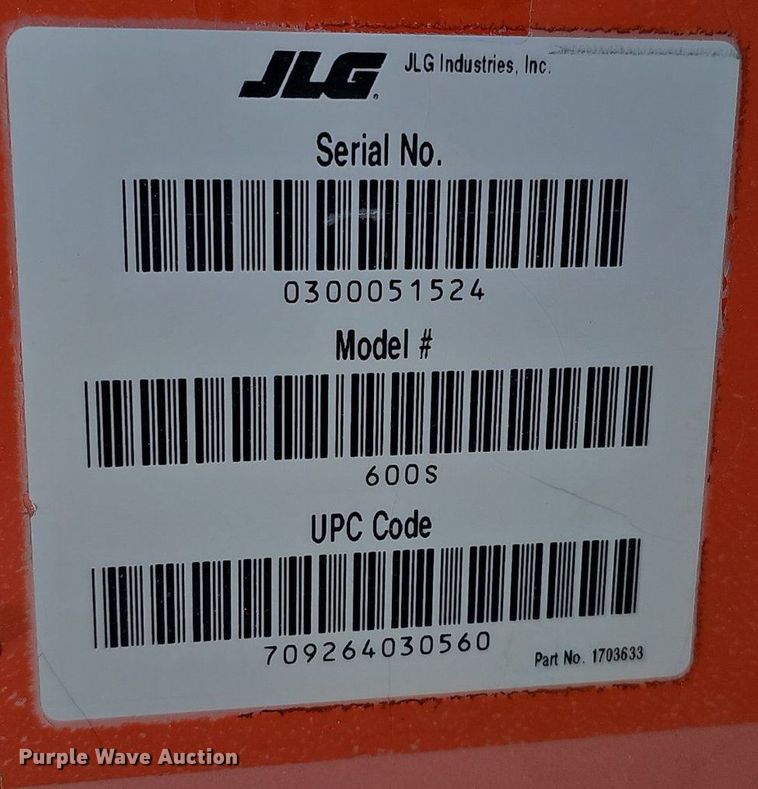 JLG JLG Industries, Inc.
Serial No.
0300051524
Model #
600S
UPC Code
709264030560
Part No. 1703633
Purple Wave Auction